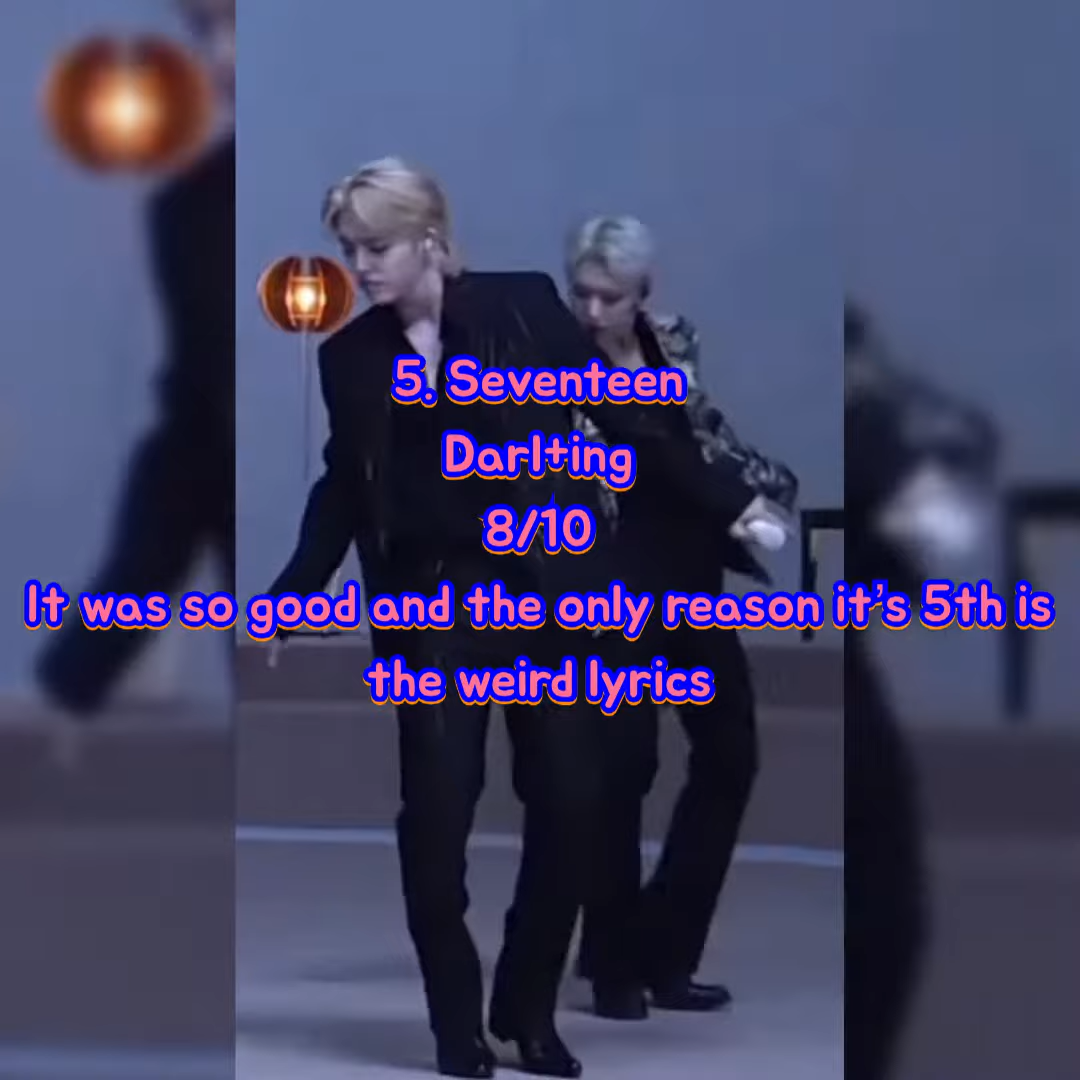 5. Seventeen
Darl+ing
8/10
It was so good and the only reason it’s 5th is
the weird lyrics